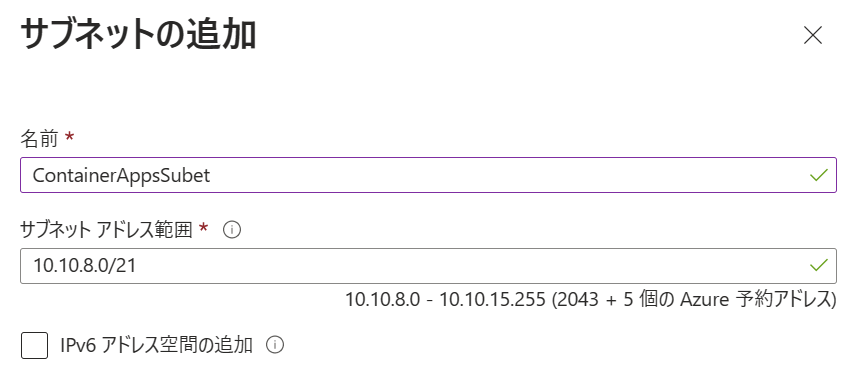 サブネットの追加
名前 *
ContainerAppsSubet
サブネット アドレス範囲 *
10.10.8.0/21
10.10.8.0 - 10.10.15.255 (2043 + 5 個の Azure 予約アドレス)
IPv6 アドレス空間の追加